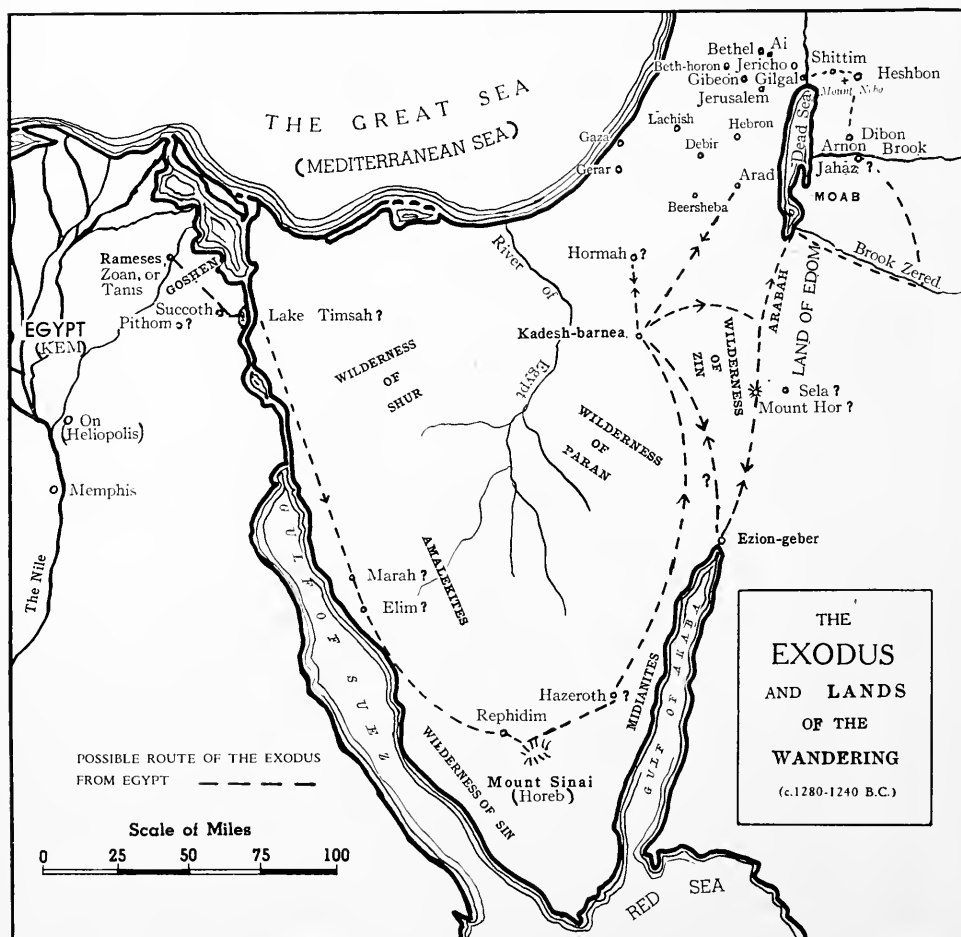 THE GREAT SEA
(MEDITERRANEAN SEA)
Bethel
Ai
Beth-horon
Jericho
Shittim
Gibeon
Gilgal
Mount Nebo
Heshbon
Jerusalem
Lachish
Hebron
Dead Sea
Gaza
Debir
Dibon
Arnon Brook
Gerar
Arad
Jahaz ?
MOAB
Beersheba
Rameses,
Zoan, or
Tanis
GOSHEN
River of Egypt
Hormah ?
Brook Zered
ARABAH
LAND OF EDOM
Succoth
Lake Timsah ?
Pithom ?
EGYPT
(KEM)
Kadesh-barnea
WILDERNESS
OF
SHUR
WILDERNESS
OF
ZIN
Sela ?
Mount Hor ?
On
(Heliopolis)
WILDERNESS
OF
PARAN
?
Memphis
Ezion-geber
The Nile
GULF OF SUEZ
AMALEKITES
Marah ?
Elim ?
GULF OF AKABA
MIDIANITES
Hazeroth ?
Rephidim
WILDERNESS OF SIN
Mount Sinai
(Horeb)
RED SEA
THE
EXODUS
AND LANDS
OF THE
WANDERING
(c.1280-1240 B.C.)
POSSIBLE ROUTE OF THE EXODUS
FROM EGYPT
Scale of Miles
0 25 50 75 100